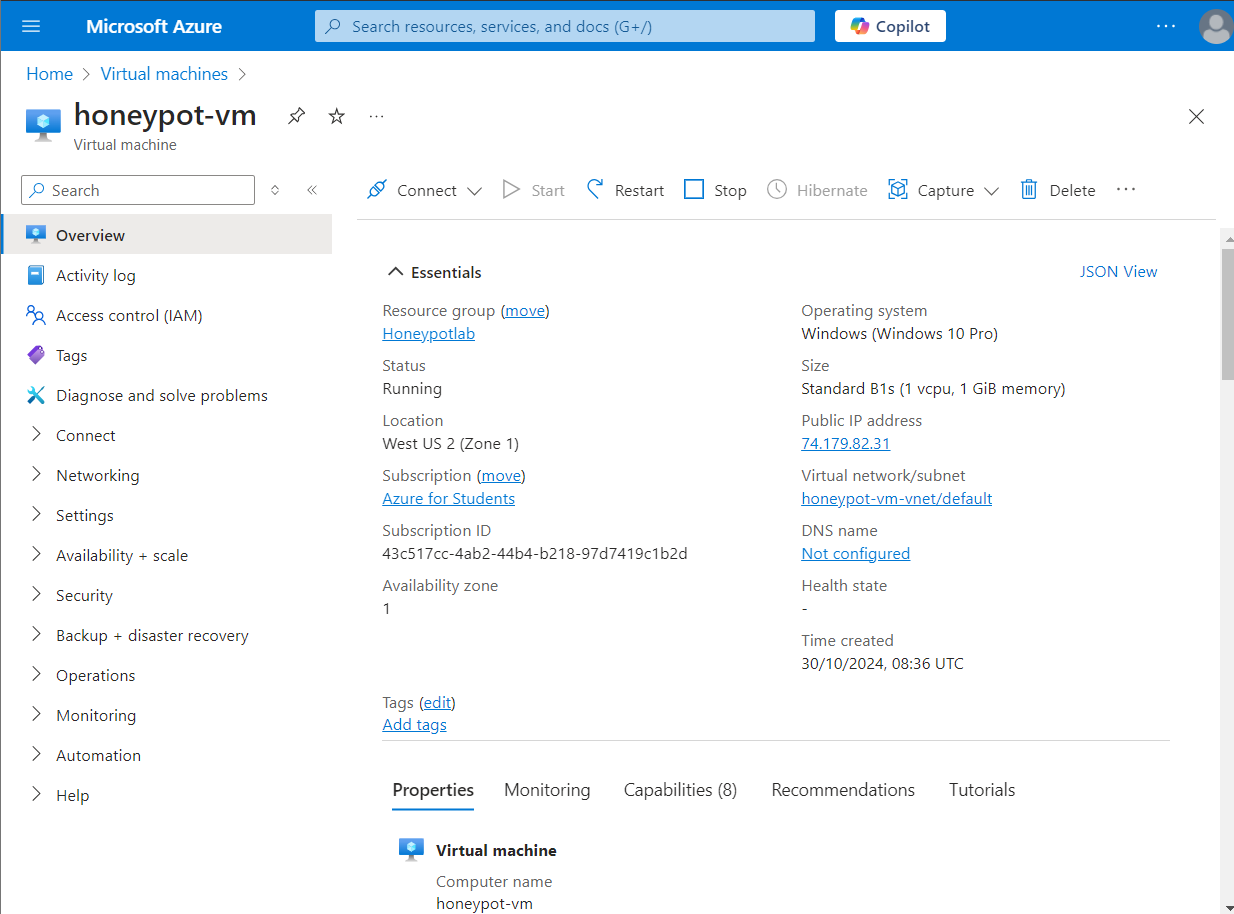 Microsoft Azure
Search resources, services, and docs (G+/)
Copilot
Home > Virtual machines >
honeypot-vm
Virtual machine
Search
Connect
Start
Restart
Stop
Hibernate
Capture
Delete
Overview
Activity log
Access control (IAM)
Tags
Diagnose and solve problems
Connect
Networking
Settings
Availability + scale
Security
Backup + disaster recovery
Operations
Monitoring
Automation
Help
Essentials
JSON View
Resource group (move)
Honeypotlab
Status
Running
Location
West US 2 (Zone 1)
Subscription (move)
Azure for Students
Subscription ID
43c517cc-4ab2-44b4-b218-97d7419c1b2d
Availability zone
1
Operating system
Windows (Windows 10 Pro)
Size
Standard B1s (1 vcpu, 1 GiB memory)
Public IP address
74.179.82.31
Virtual network/subnet
honeypot-vm-vnet/default
DNS name
Not configured
Health state
-
Time created
30/10/2024, 08:36 UTC
Tags (edit)
Add tags
Properties
Monitoring
Capabilities (8)
Recommendations
Tutorials
Virtual machine
Computer name
honeypot-vm